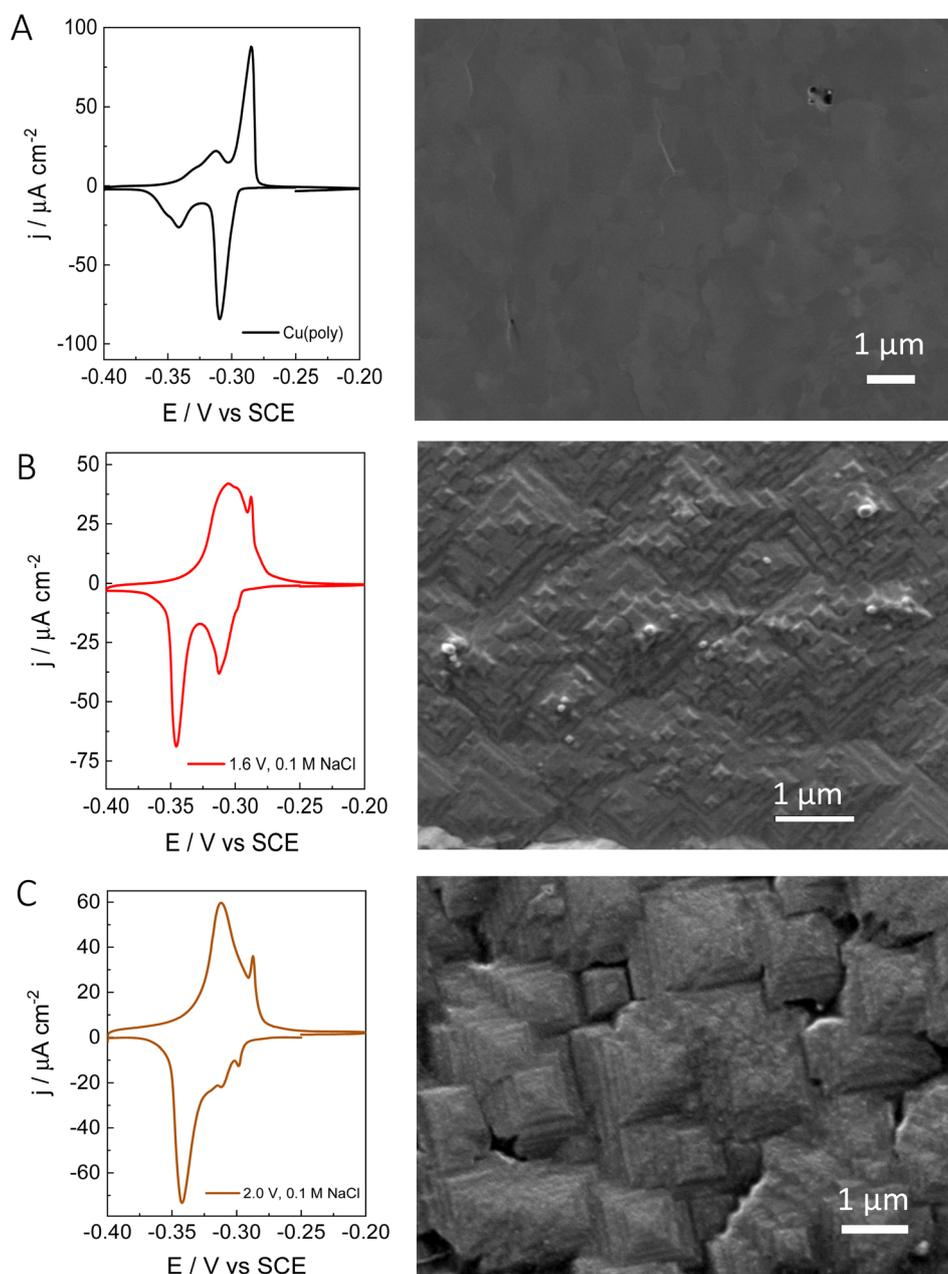 A
100
50
0
-50
-100
j / µA cm-2
Cu(poly)
-0.40 -0.35 -0.30 -0.25 -0.20
E / V vs SCE
1 µm
B
50
25
0
-25
-50
-75
j / µA cm-2
1.6 V, 0.1 M NaCl
-0.40 -0.35 -0.30 -0.25 -0.20
E / V vs SCE
1 µm
C
60
40
20
0
-20
-40
-60
j / µA cm-2
2.0 V, 0.1 M NaCl
-0.40 -0.35 -0.30 -0.25 -0.20
E / V vs SCE
1 µm